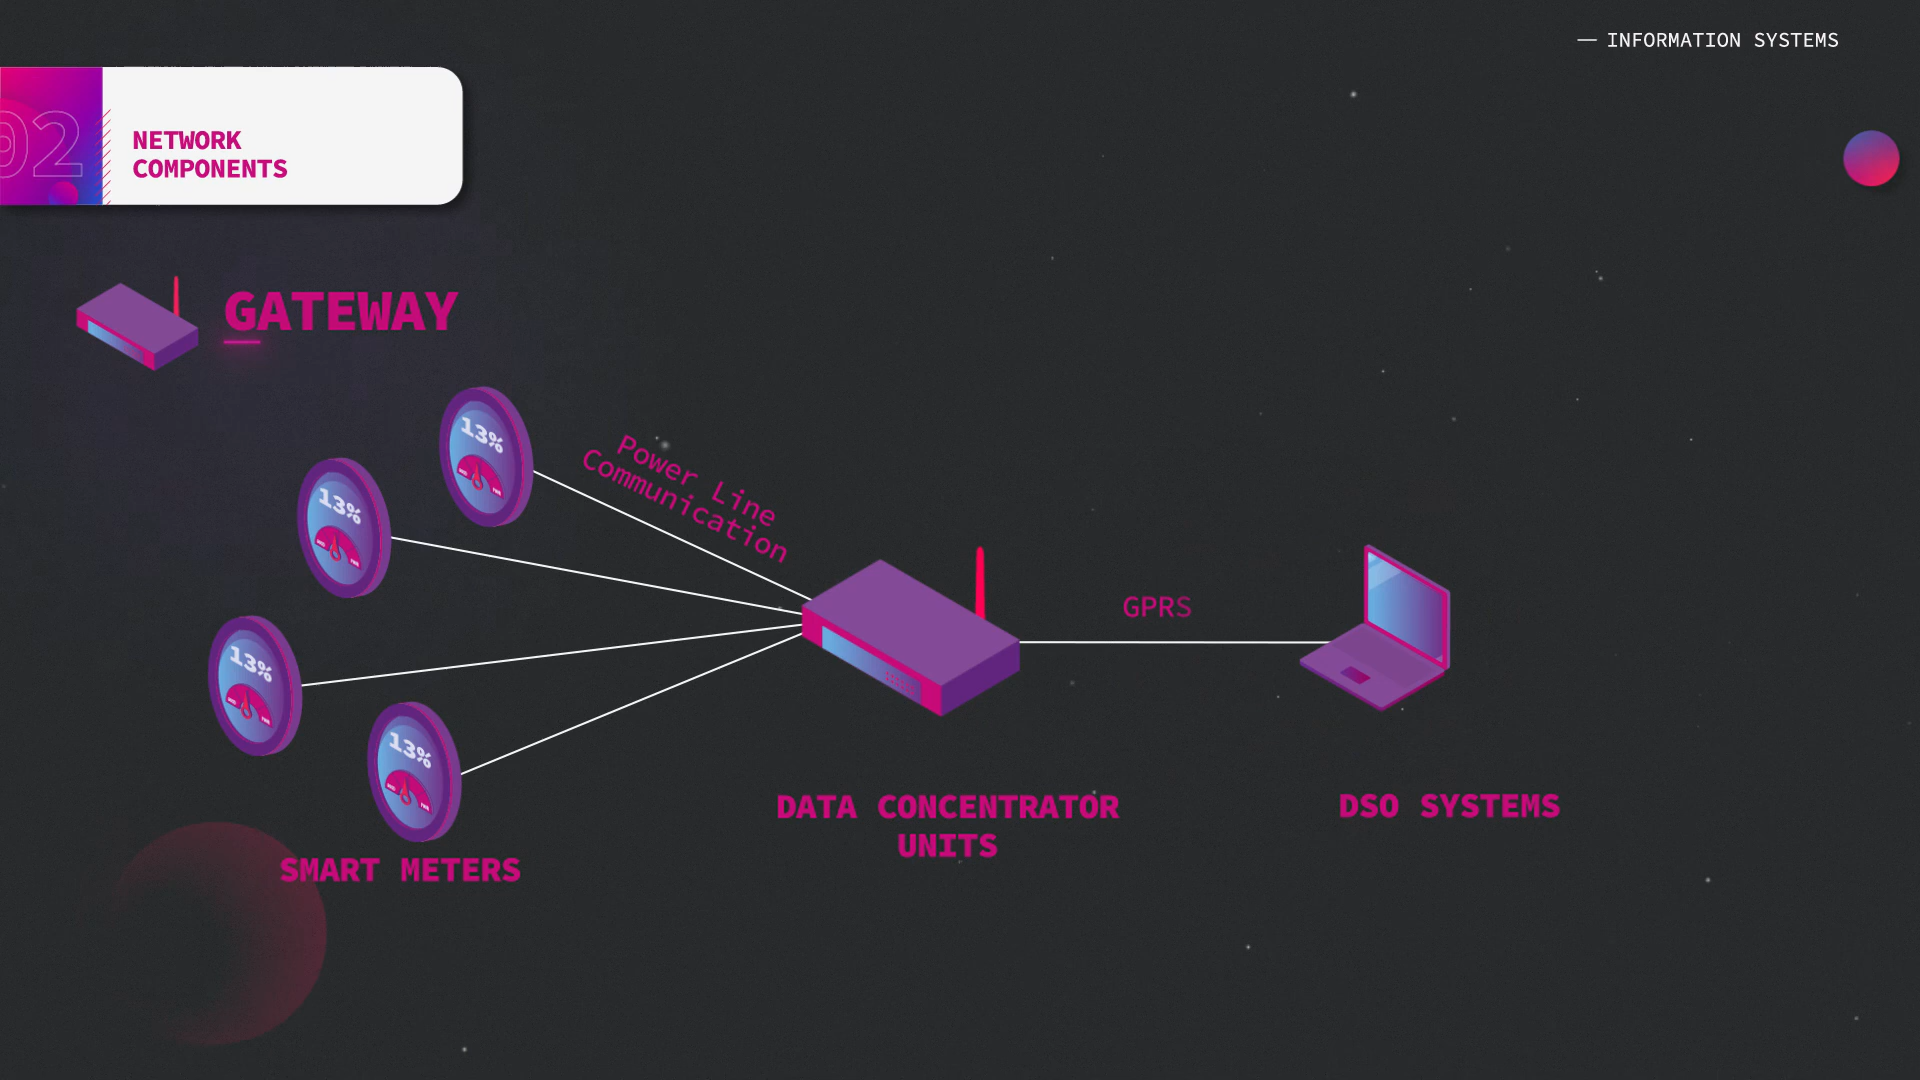 — INFORMATION SYSTEMS
02
NETWORK
COMPONENTS
GATEWAY
13%
13%
Power Line
Communication
GPRS
13%
13%
DATA CONCENTRATOR
UNITS
DSO SYSTEMS
SMART METERS